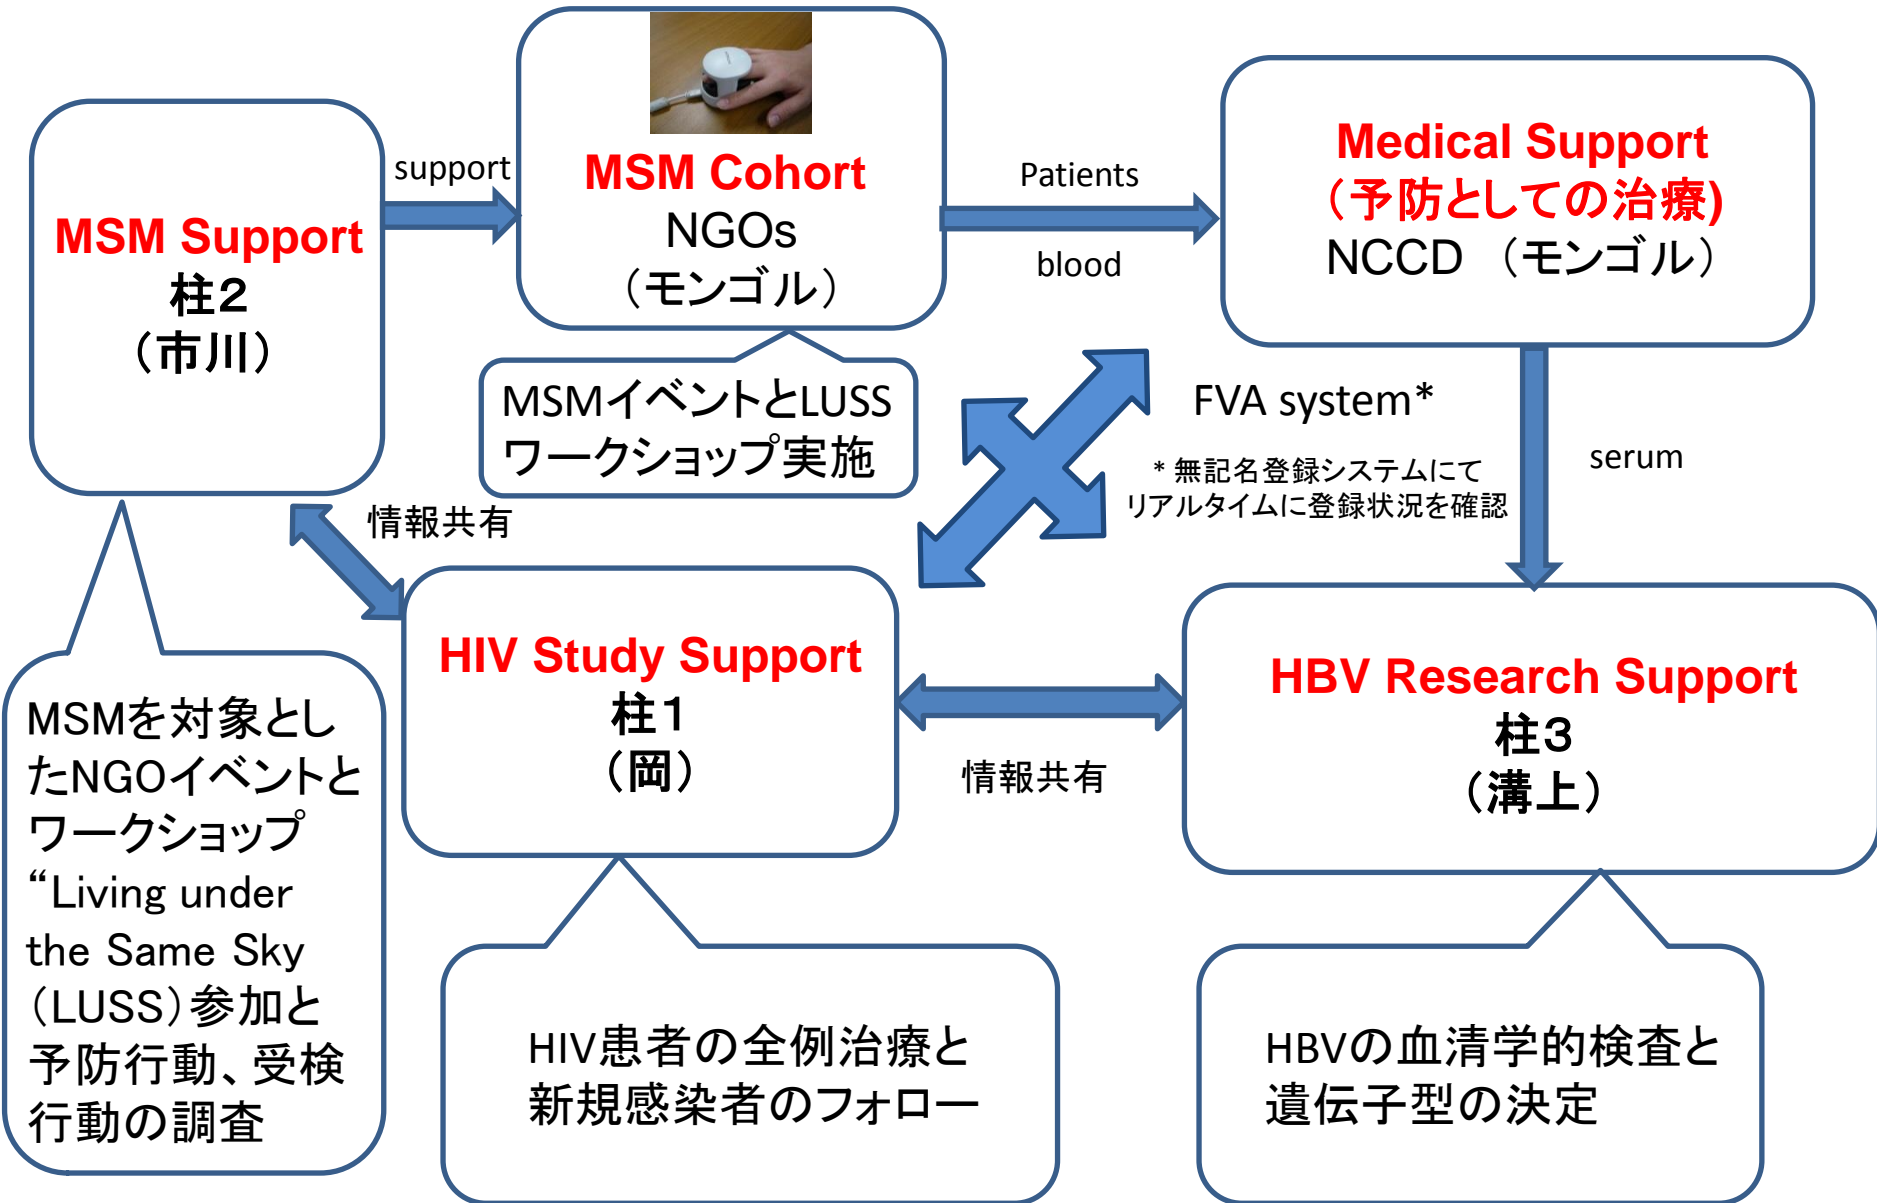 MSM Support
柱２
（市川）
support
MSM Cohort
NGOs
（モンゴル）
Patients
blood
Medical Support
（予防としての治療)
NCCD （モンゴル）
MSMイベントとLUSS
ワークショップ実施
FVA system*
* 無記名登録システムにて
リアルタイムに登録状況を確認
serum
情報共有
HIV Study Support
柱１
（岡）
情報共有
HBV Research Support
柱３
（溝上）
MSMを対象とし
たNGOイベントと
ワークショップ
“Living under
the Same Sky
（LUSS）参加と
予防行動、受検
行動の調査
HIV患者の全例治療と
新規感染者のフォロー
HBVの血清学的検査と
遺伝子型の決定